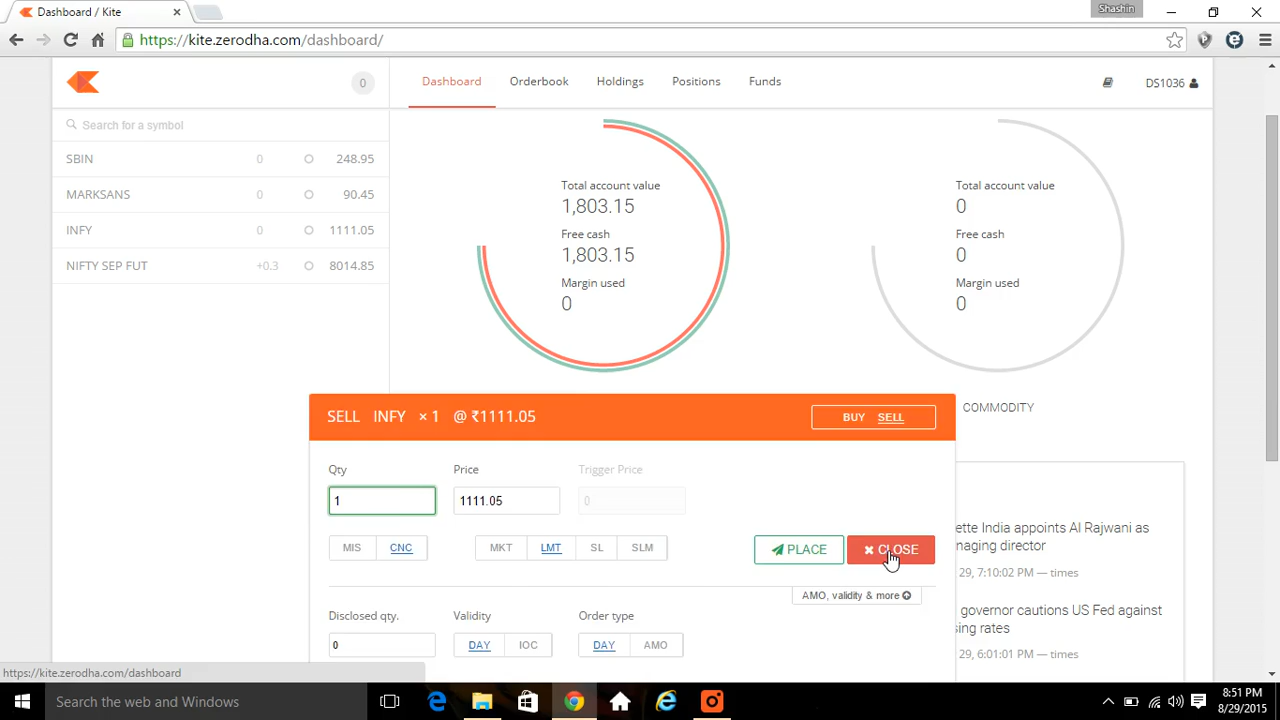 Dashboard / Kite
Shashin
https://kite.zerodha.com/dashboard/
0
Dashboard Orderbook Holdings Positions Funds
DS1036
Search for a symbol
SBIN 0 248.95
MARKSANS 0 90.45
INFY 0 1111.05
NIFTY SEP FUT +0.3 8014.85
Total account value
1,803.15
Free cash
1,803.15
Margin used
0
Total account value
0
Free cash
0
Margin used
0
COMMODITY
SELL INFY × 1 @ ₹1111.05
BUY SELL
Qty Price Trigger Price
1 1111.05 0
MIS CNC MKT LMT SL SLM
PLACE CLOSE
AMO, validity & more
Disclosed qty. Validity Order type
0 DAY IOC DAY AMO
ette India appoints Al Rajwani as
naging director
29, 7:10:02 PM — times
governor cautions US Fed against
sing rates
29, 6:01:01 PM — times
https://kite.zerodha.com/dashboard
Search the web and Windows
8:51 PM
8/29/2015